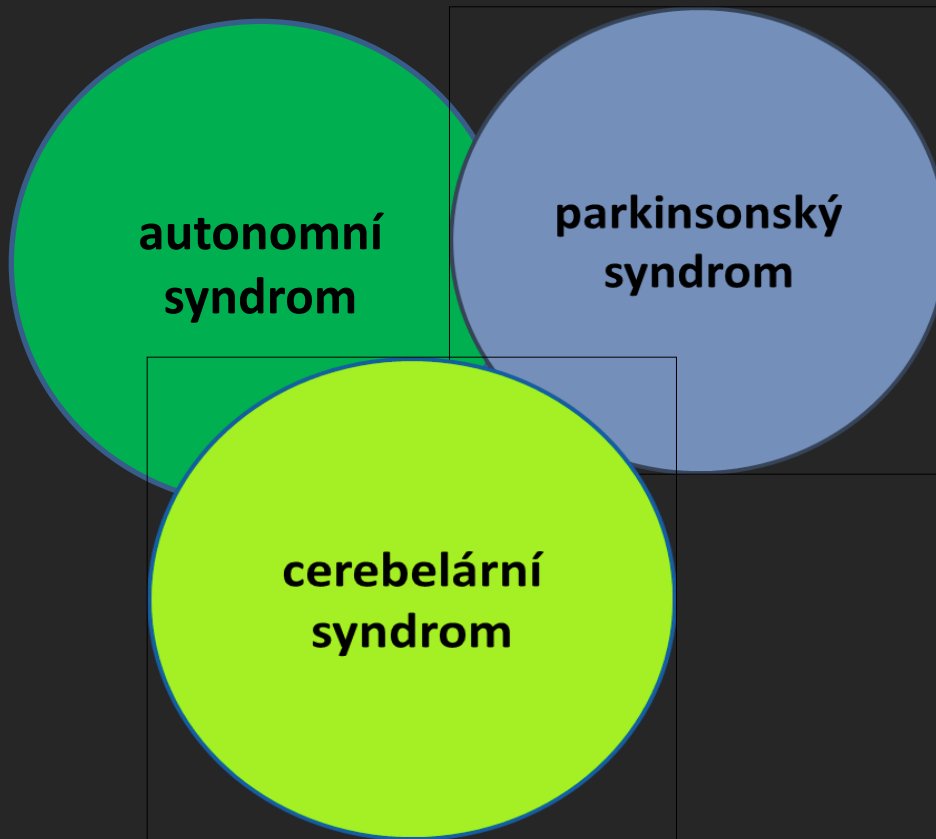 autonomní
syndrom
parkinsonský
syndrom
cerebelární
syndrom